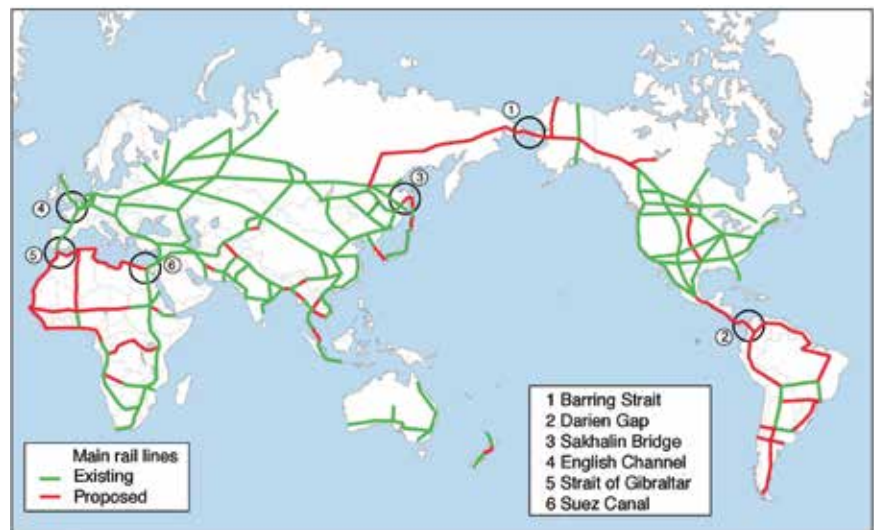 1
3
4
5
6
2
Main rail lines
Existing
Proposed
1 Barring Strait
2 Darien Gap
3 Sakhalin Bridge
4 English Channel
5 Strait of Gibraltar
6 Suez Canal